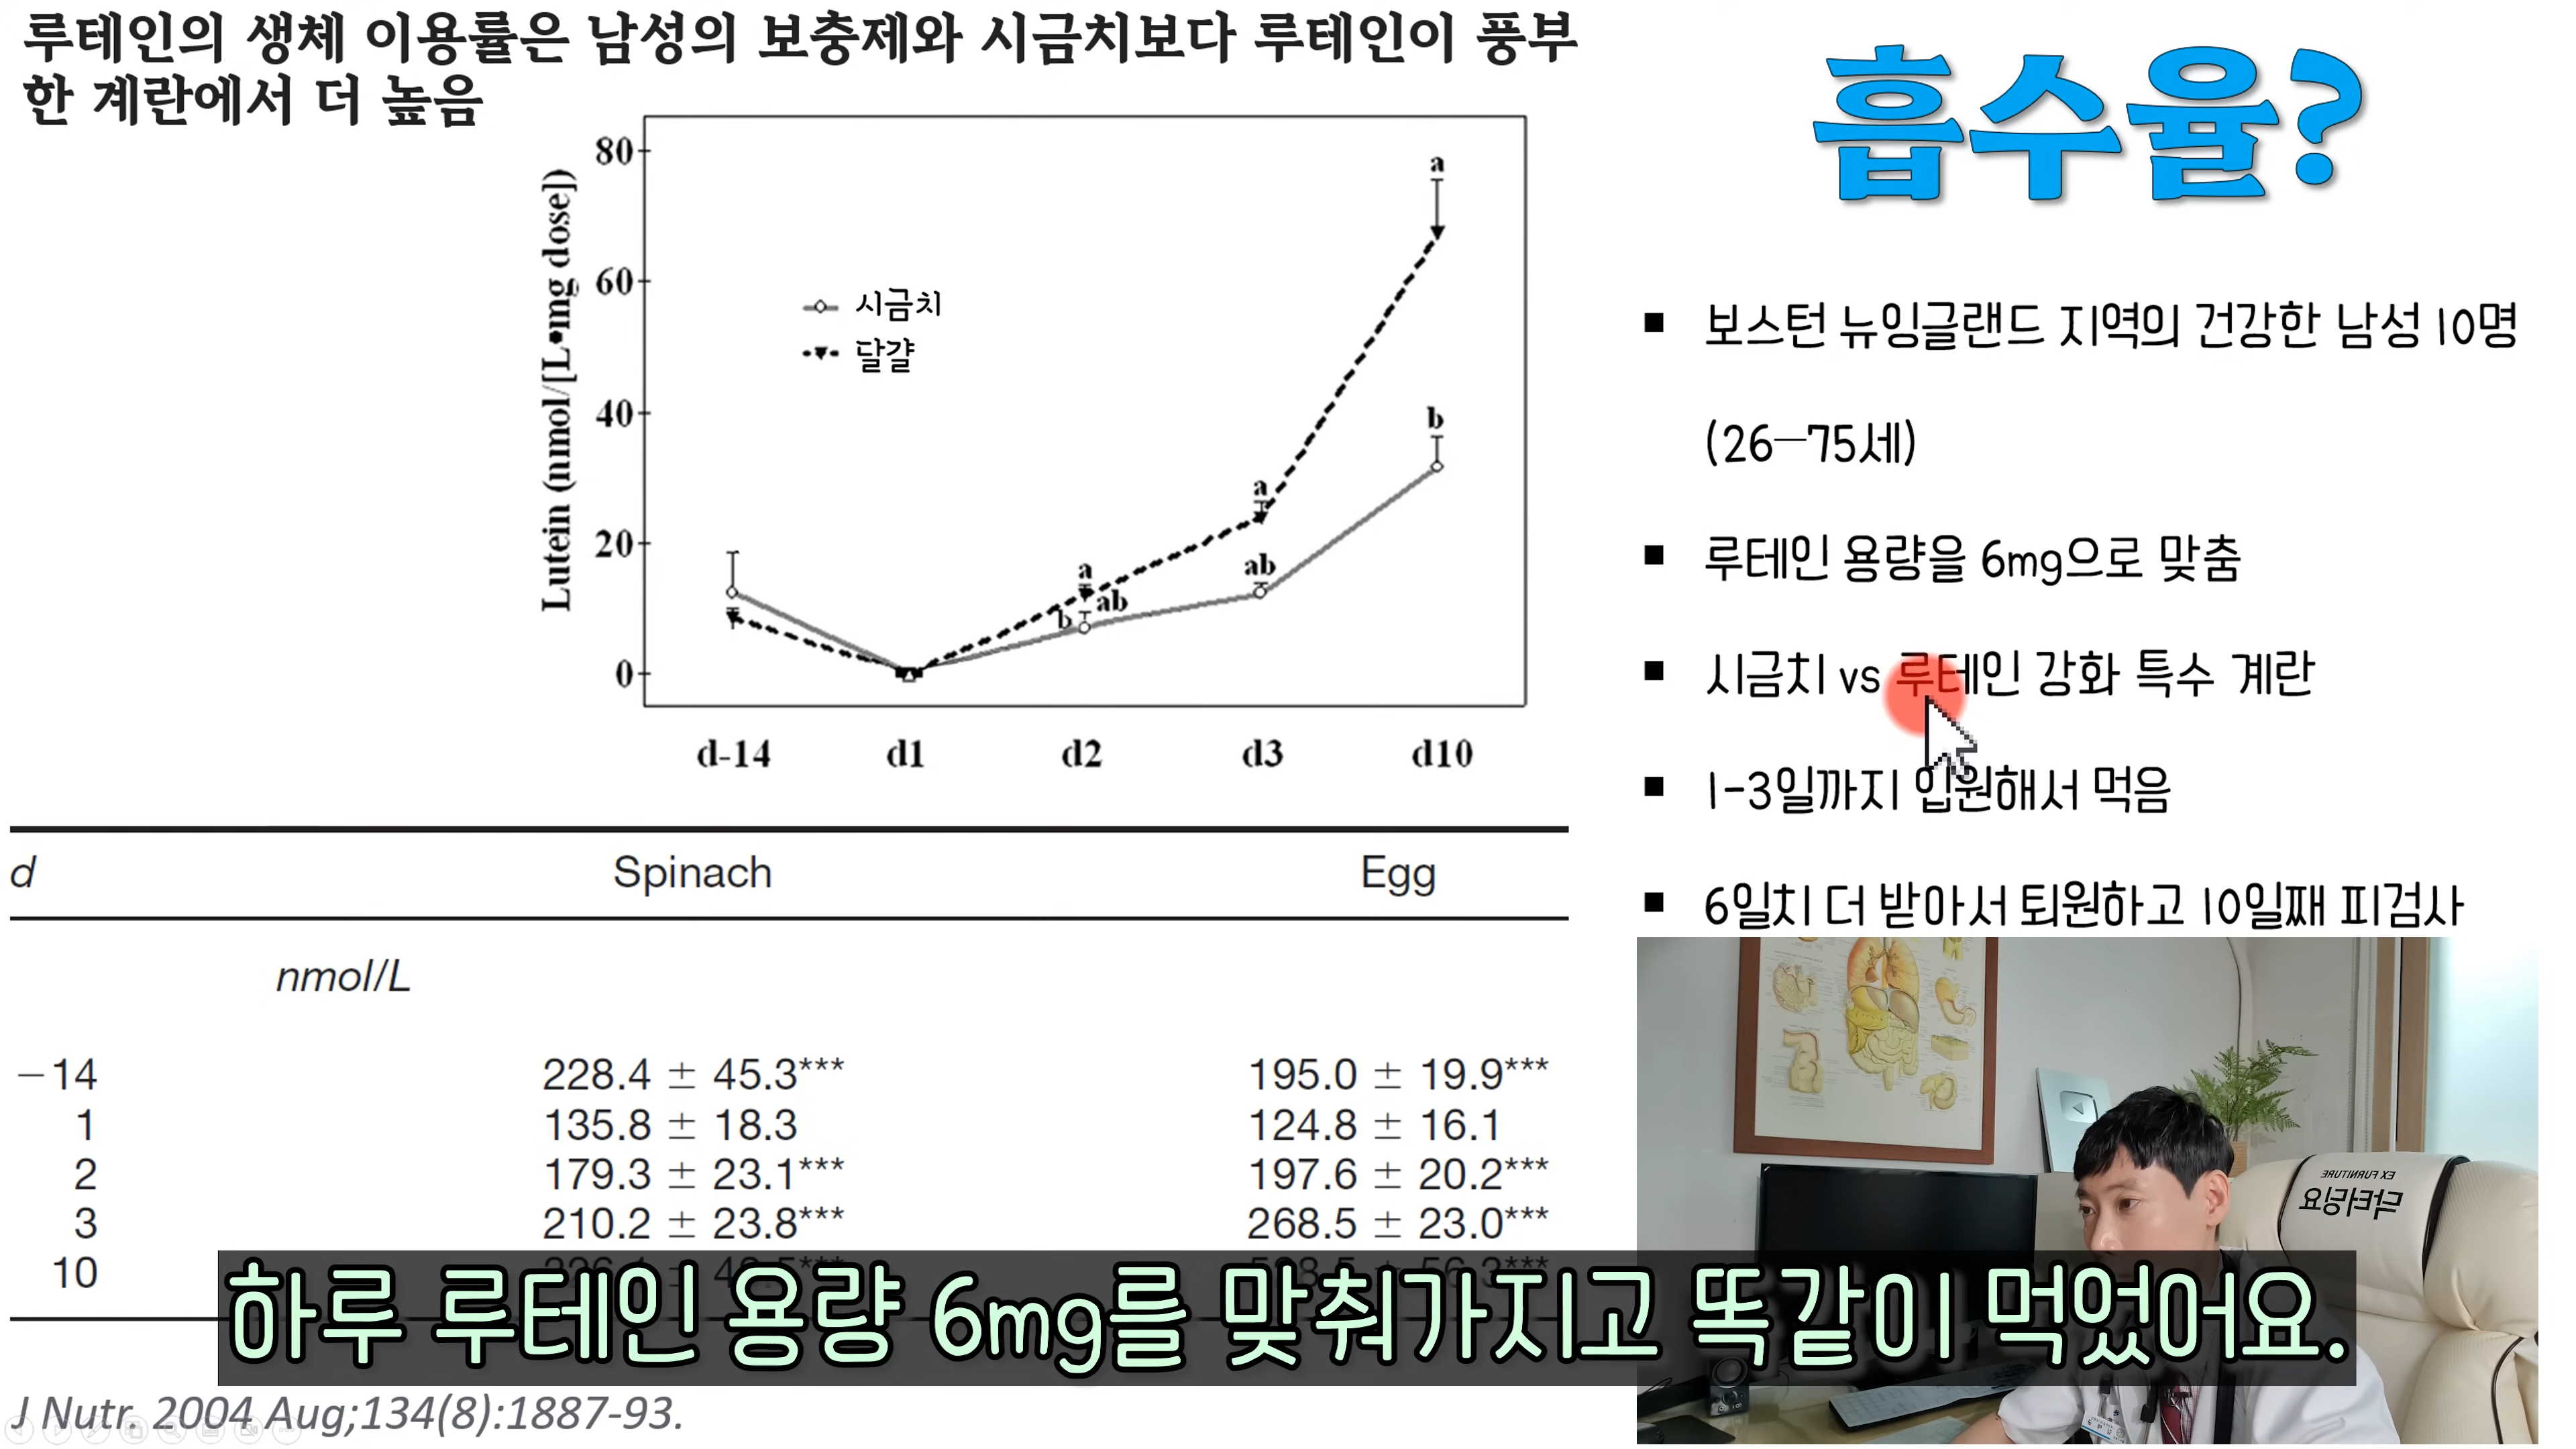 루테인의 생체 이용률은 남성의 보충제와 시금치보다 루테인이 풍부
한 계란에서 더 높음
흡수율?
Lutein (nmol/[L•mg dose])
80
60
40
20
0
시금치
달걀
a
b
a
ab
a
ab
b
d-14
d1
d2
d3
d10
■ 보스턴 뉴잉글랜드 지역의 건강한 남성 10명
(26-75세)
■ 루테인 용량을 6mg으로 맞춤
■ 시금치 vs 루테인 강화 특수 계란
■ 1-3일까지 입원해서 먹음
■ 6일치 더 받아서 퇴원하고 10일째 피검사
d Spinach Egg
nmol/L
−14 228.4 ± 45.3*** 195.0 ± 19.9***
1 135.8 ± 18.3 124.8 ± 16.1
2 179.3 ± 23.1*** 197.6 ± 20.2***
3 210.2 ± 23.8*** 268.5 ± 23.0***
10
EX FURNITURE
닥터딩요
하루 루테인 용량 6mg를 맞춰가지고 똑같이 먹었어요.
J Nutr. 2004 Aug;134(8):1887-93.